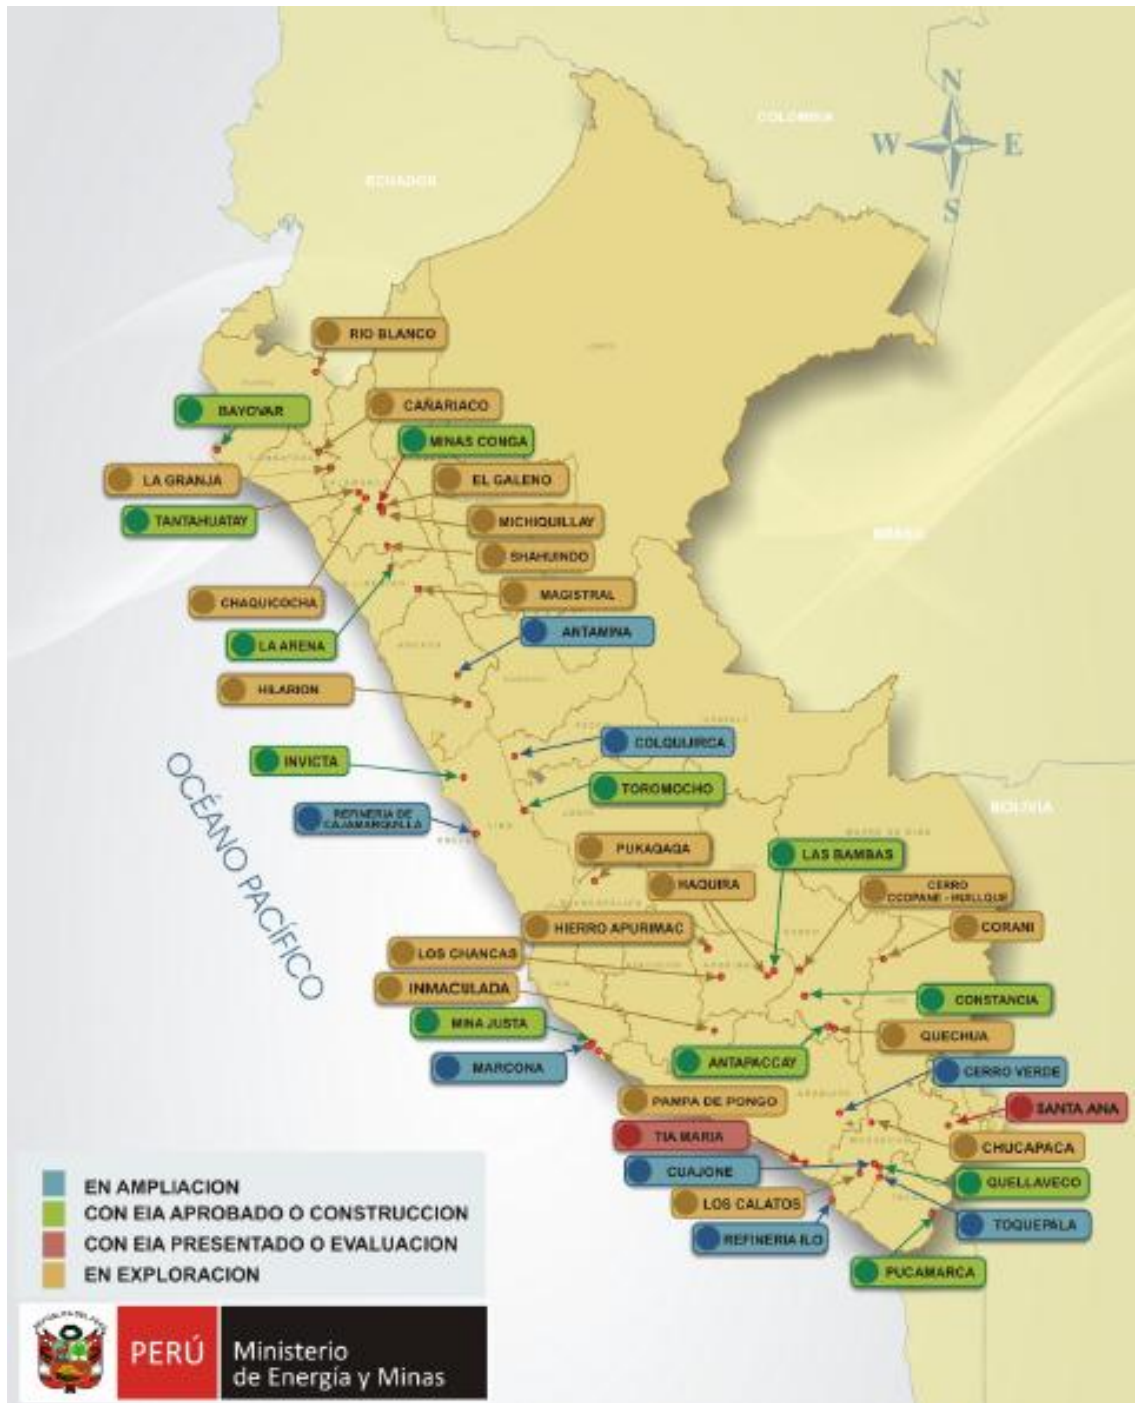 COLOMBIA
N
W E
S
ECUADOR
RIO BLANCO
CAÑARIACO
BAYOVAR
MINAS CONGA
LA GRANJA
EL GALENO
TANTAHUATAY
MICHIQUILLAY
BRASIL
SHAHUINDO
CHAQUICOCHA
MAGISTRAL
LA ARENA
ANTAMINA
HILARION
COLQUIJIRCA
INVICTA
TOROMOCHO
BOLIVIA
REFINERIA DE
CAJAMARQUILLA
OCÉANO PACÍFICO
PUKAQAQA
LAS BAMBAS
HAQUIRA
CERRO
CCOPANE - HUILLQUE
HIERRO APURIMAC
CORANI
LOS CHANCAS
INMACULADA
CONSTANCIA
MINA JUSTA
QUECHUA
MARCONA
ANTAPACCAY
CERRO VERDE
PAMPA DE PONGO
SANTA ANA
TIA MARIA
CHUCAPACA
CUAJONE
QUELLAVECO
LOS CALATOS
TOQUEPALA
REFINERIA ILO
PUCAMARCA
EN AMPLIACION
CON EIA APROBADO O CONSTRUCCION
CON EIA PRESENTADO O EVALUACION
EN EXPLORACION
PERÚ
Ministerio
de Energía y Minas